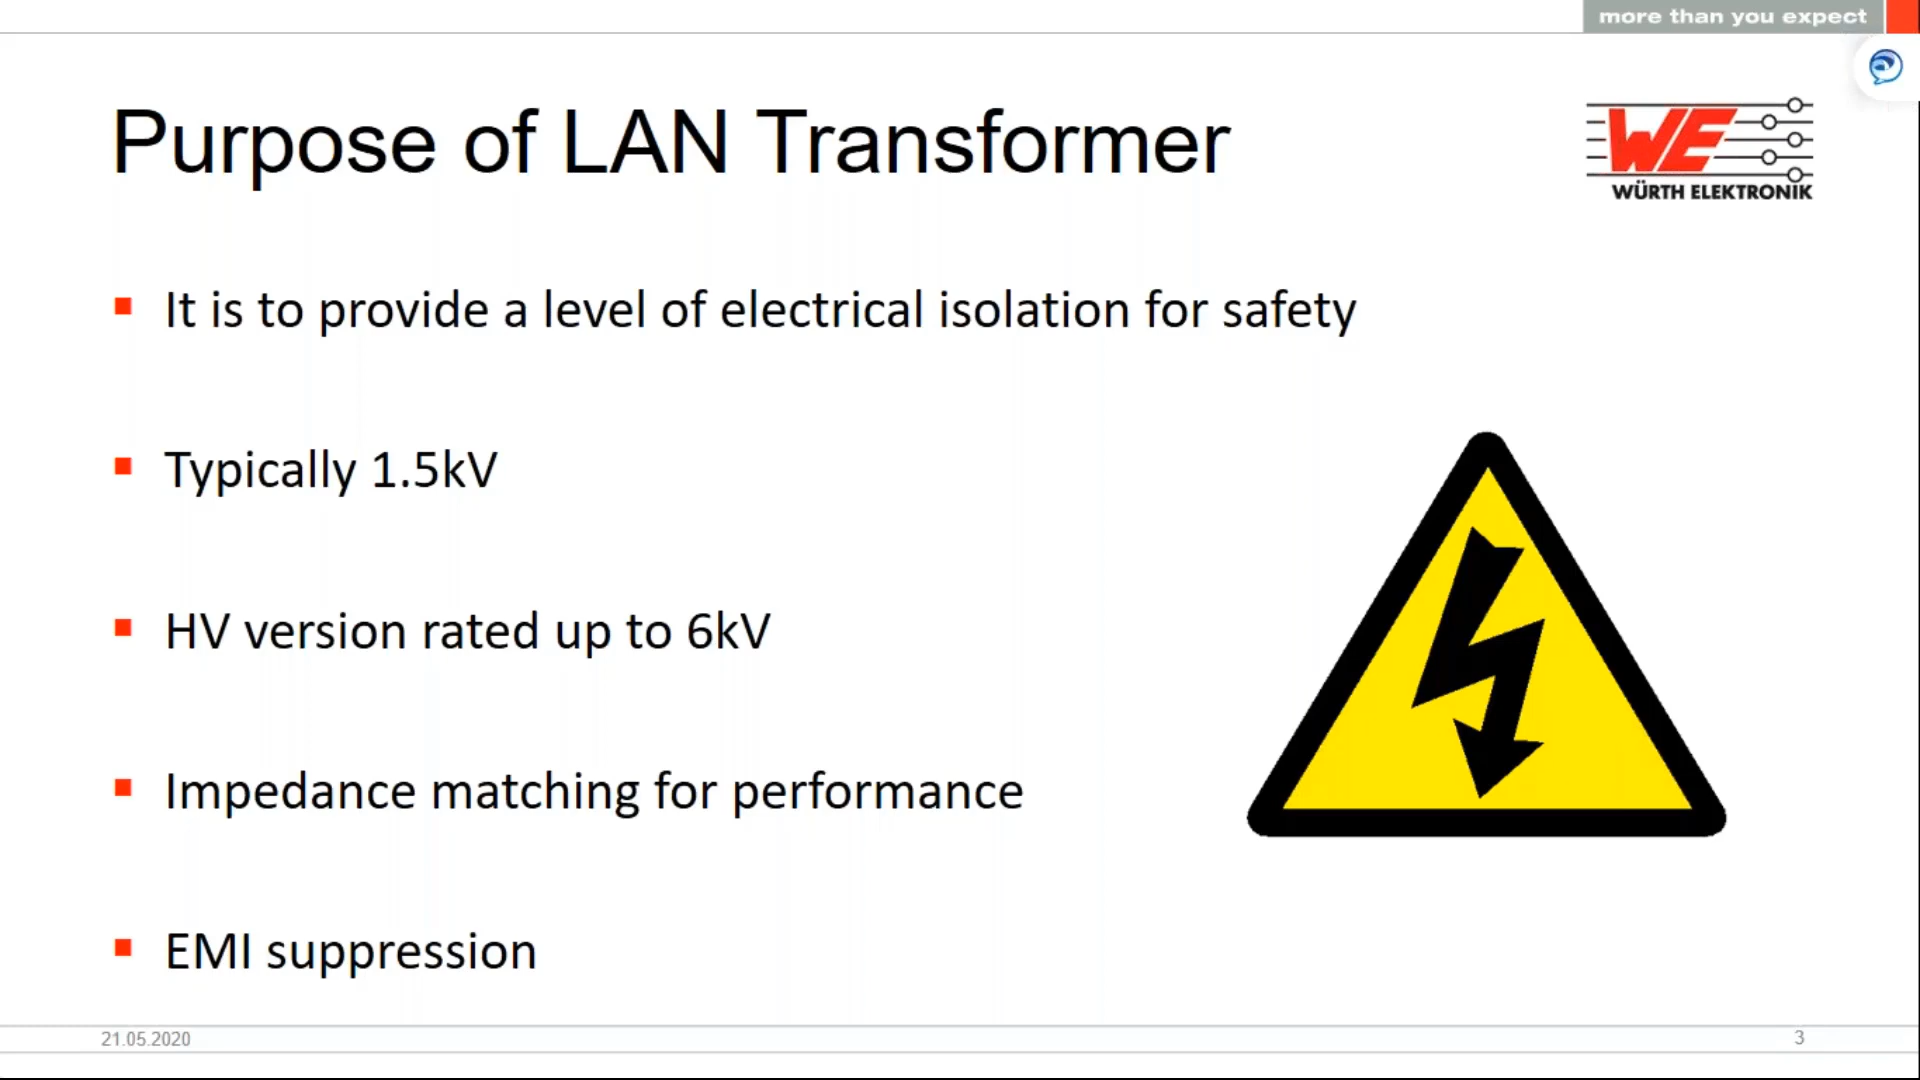 more than you expect
Purpose of LAN Transformer
WE
WÜRTH ELEKTRONIK
It is to provide a level of electrical isolation for safety
Typically 1.5kV
HV version rated up to 6kV
Impedance matching for performance
EMI suppression
21.05.2020
3